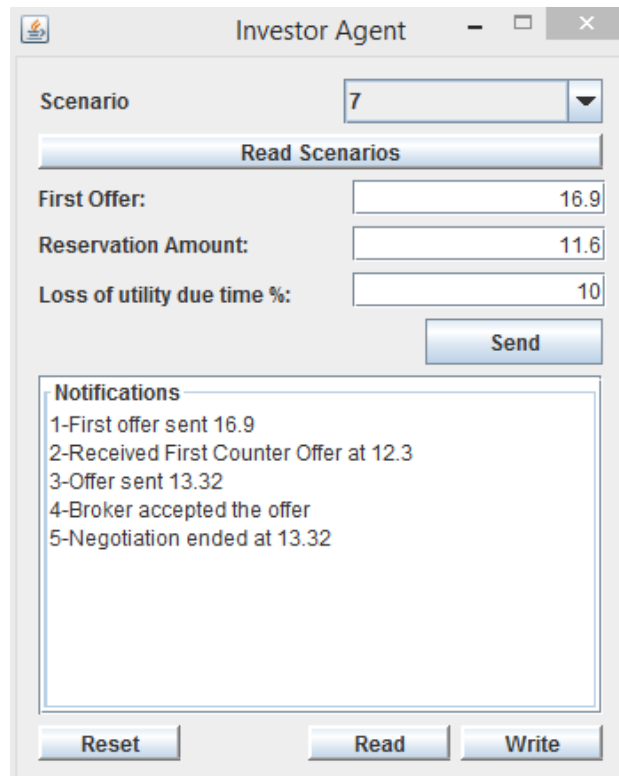 Investor Agent
Scenario 7
Read Scenarios
First Offer: 16.9
Reservation Amount: 11.6
Loss of utility due time %: 10
Send
Notifications
1-First offer sent 16.9
2-Received First Counter Offer at 12.3
3-Offer sent 13.32
4-Broker accepted the offer
5-Negotiation ended at 13.32
Reset Read Write